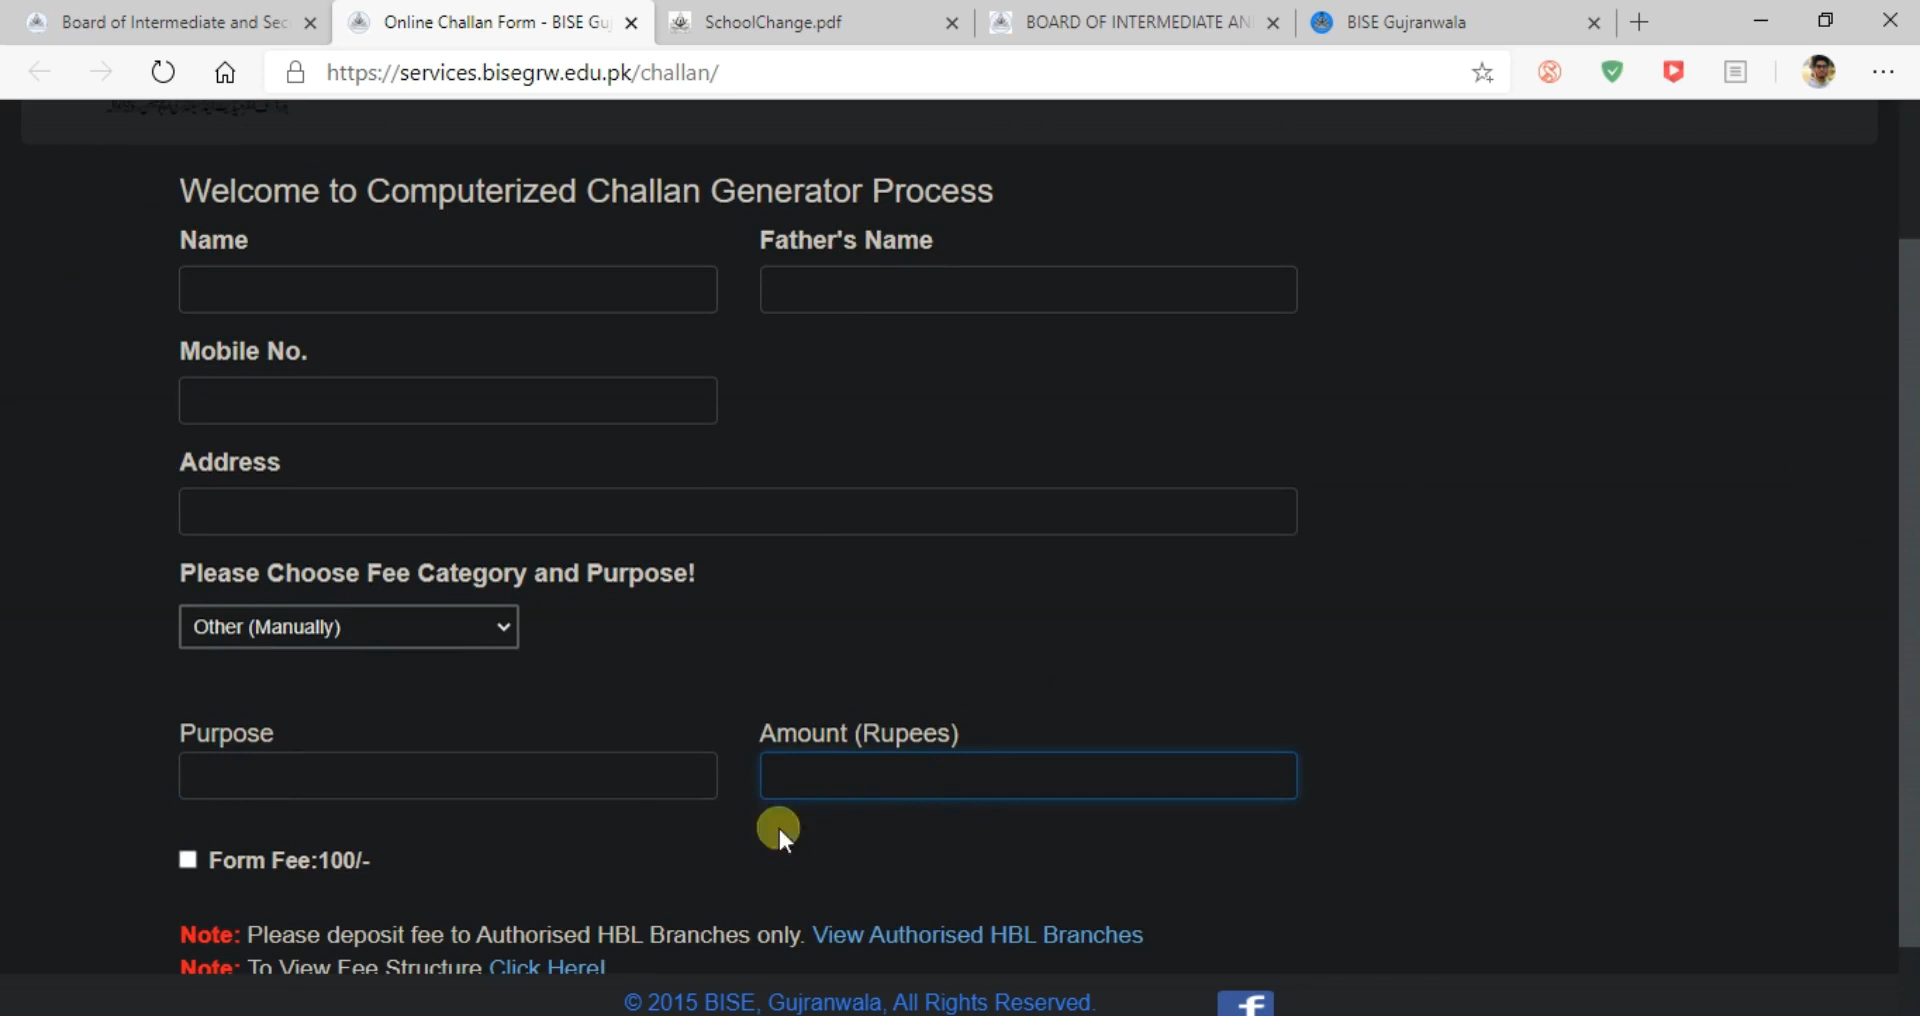 Board of Intermediate and Sec
Online Challan Form - BISE Gu
SchoolChange.pdf
BOARD OF INTERMEDIATE AN
BISE Gujranwala
https://services.bisegrw.edu.pk/challan/
Welcome to Computerized Challan Generator Process
Name
Father's Name
Mobile No.
Address
Please Choose Fee Category and Purpose!
Other (Manually)
Purpose
Amount (Rupees)
Form Fee:100/-
Note: Please deposit fee to Authorised HBL Branches only. View Authorised HBL Branches
Note: To View Fee Structure Click Here!
© 2015 BISE, Gujranwala, All Rights Reserved.